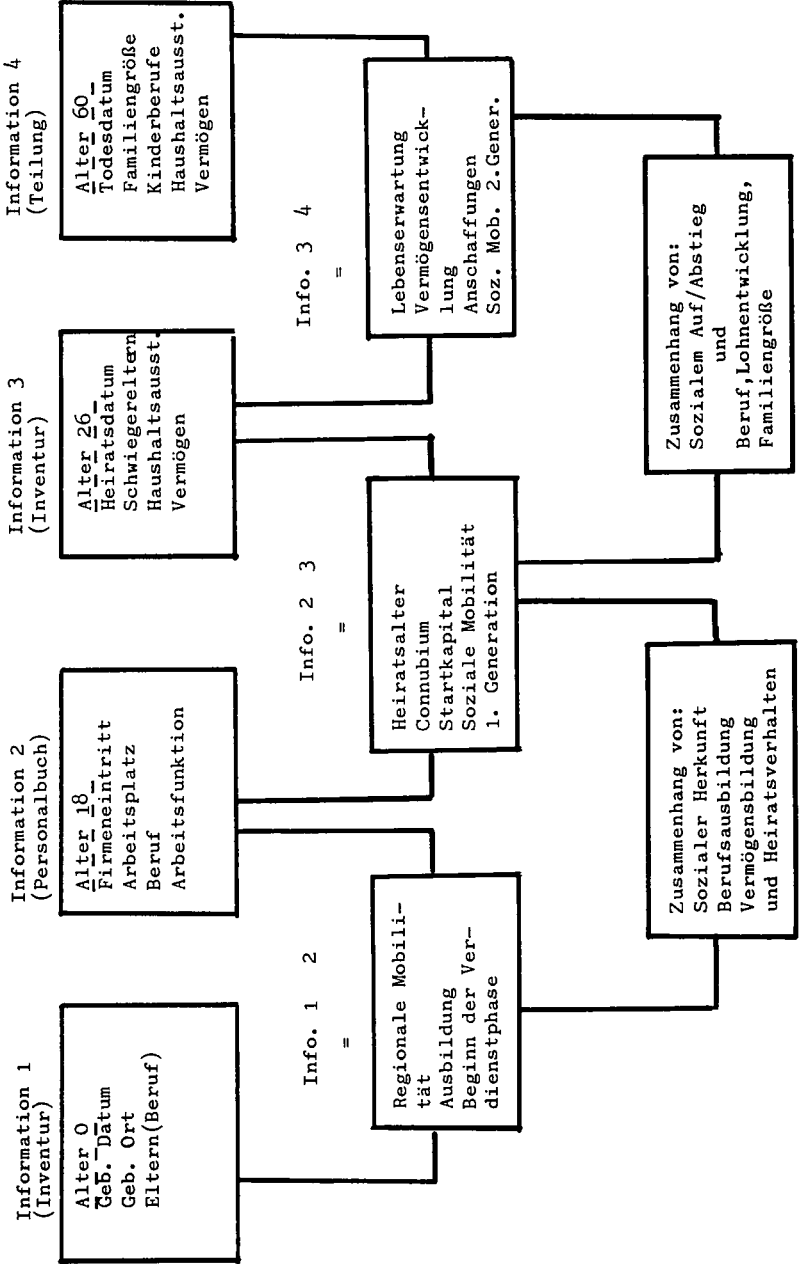 Information 1
(Inventur)
Alter 0
Geb. Datum
Geb. Ort
Eltern(Beruf)
Information 2
(Personalbuch)
Alter 18
Firmeneintritt
Arbeitsplatz
Beruf
Arbeitsfunktion
Information 3
(Inventur)
Alter 26
Heiratsdatum
Schwiegereltern
Haushaltsausst.
Vermögen
Information 4
(Teilung)
Alter 60
Todesdatum
Familiengröße
Kinderberufe
Haushaltsausst.
Vermögen
Info. 1 2
=
Regionale Mobili-
tät
Ausbildung
Beginn der Ver-
dienstphase
Info. 2 3
=
Heiratsalter
Connubium
Startkapital
Soziale Mobilität
1. Generation
Info. 3 4
=
Lebenserwartung
Vermögensentwick-
lung
Anschaffungen
Soz. Mob. 2.Gener.
Zusammenhang von:
Sozialer Herkunft
Berufsausbildung
Vermögensbildung
und Heiratsverhalten
Zusammenhang von:
Sozialem Auf/Abstieg
und
Beruf,Lohnentwicklung,
Familiengröße